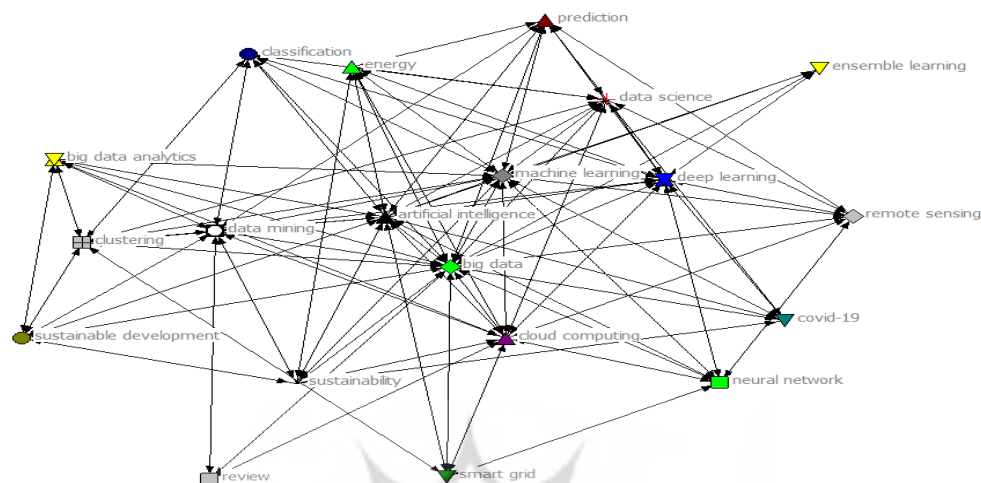 prediction
classification
energy
ensemble learning
data science
big data analytics
machine learning
deep learning
artificial intelligence
remote sensing
data mining
clustering
big data
covid-19
sustainable development
cloud computing
sustainability
neural network
review
smart grid